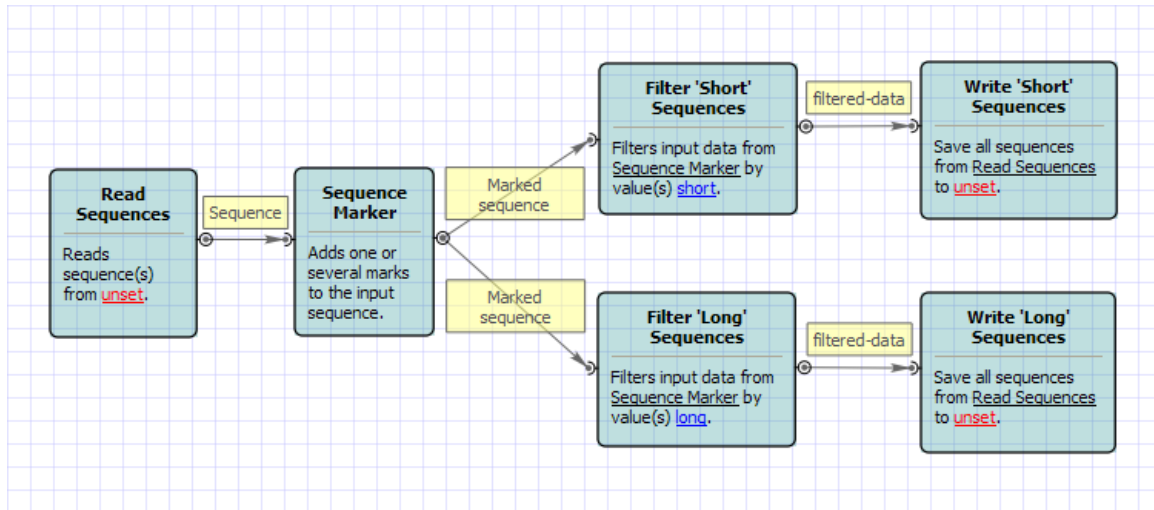 Read
Sequences
Reads
sequence(s)
from unset.
Sequence
Sequence
Marker
Adds one or
several marks
to the input
sequence.
Marked
sequence
Marked
sequence
Filter 'Short'
Sequences
Filters input data from
Sequence Marker by
value(s) short.
filtered-data
Write 'Short'
Sequences
Save all sequences
from Read Sequences
to unset.
Filter 'Long'
Sequences
Filters input data from
Sequence Marker by
value(s) long.
filtered-data
Write 'Long'
Sequences
Save all sequences
from Read Sequences
to unset.